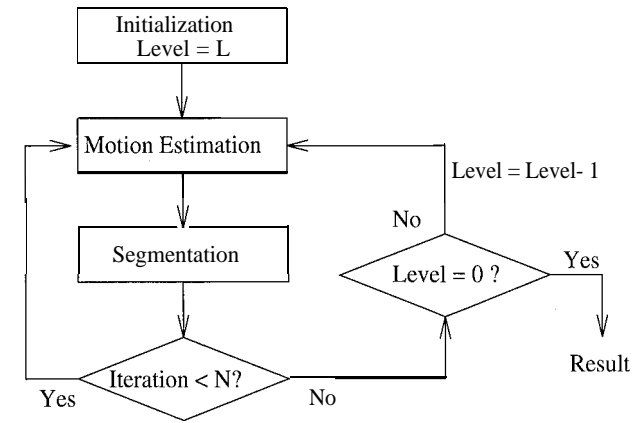 Initialization
Level = L
Motion Estimation
Level = Level- 1
No
Segmentation
Level = 0 ?
Yes
Result
Iteration < N?
Yes
No